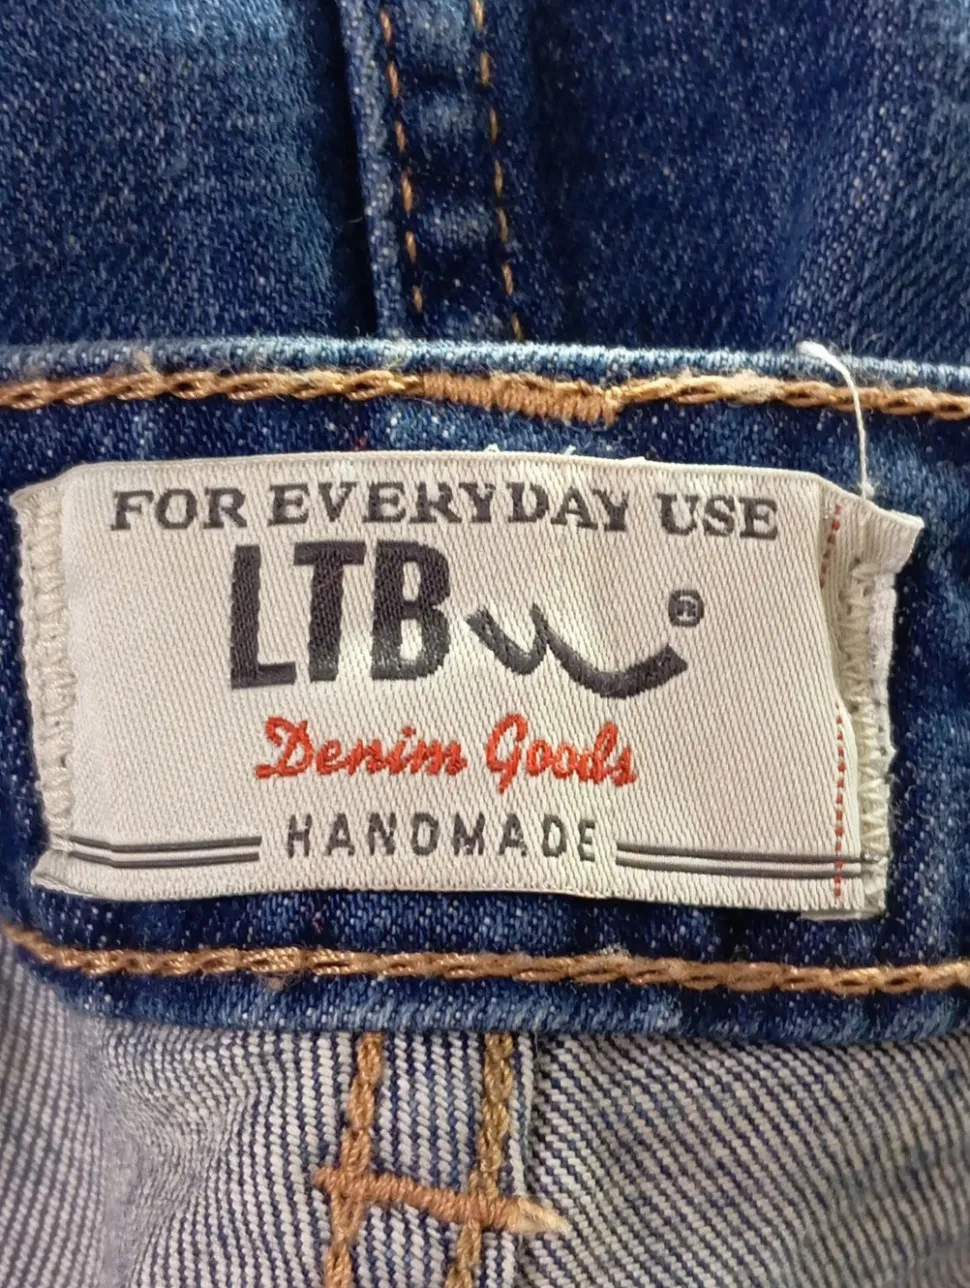 FOR EVERYDAY USE
LTB ®
Denim Goods
HANDMADE